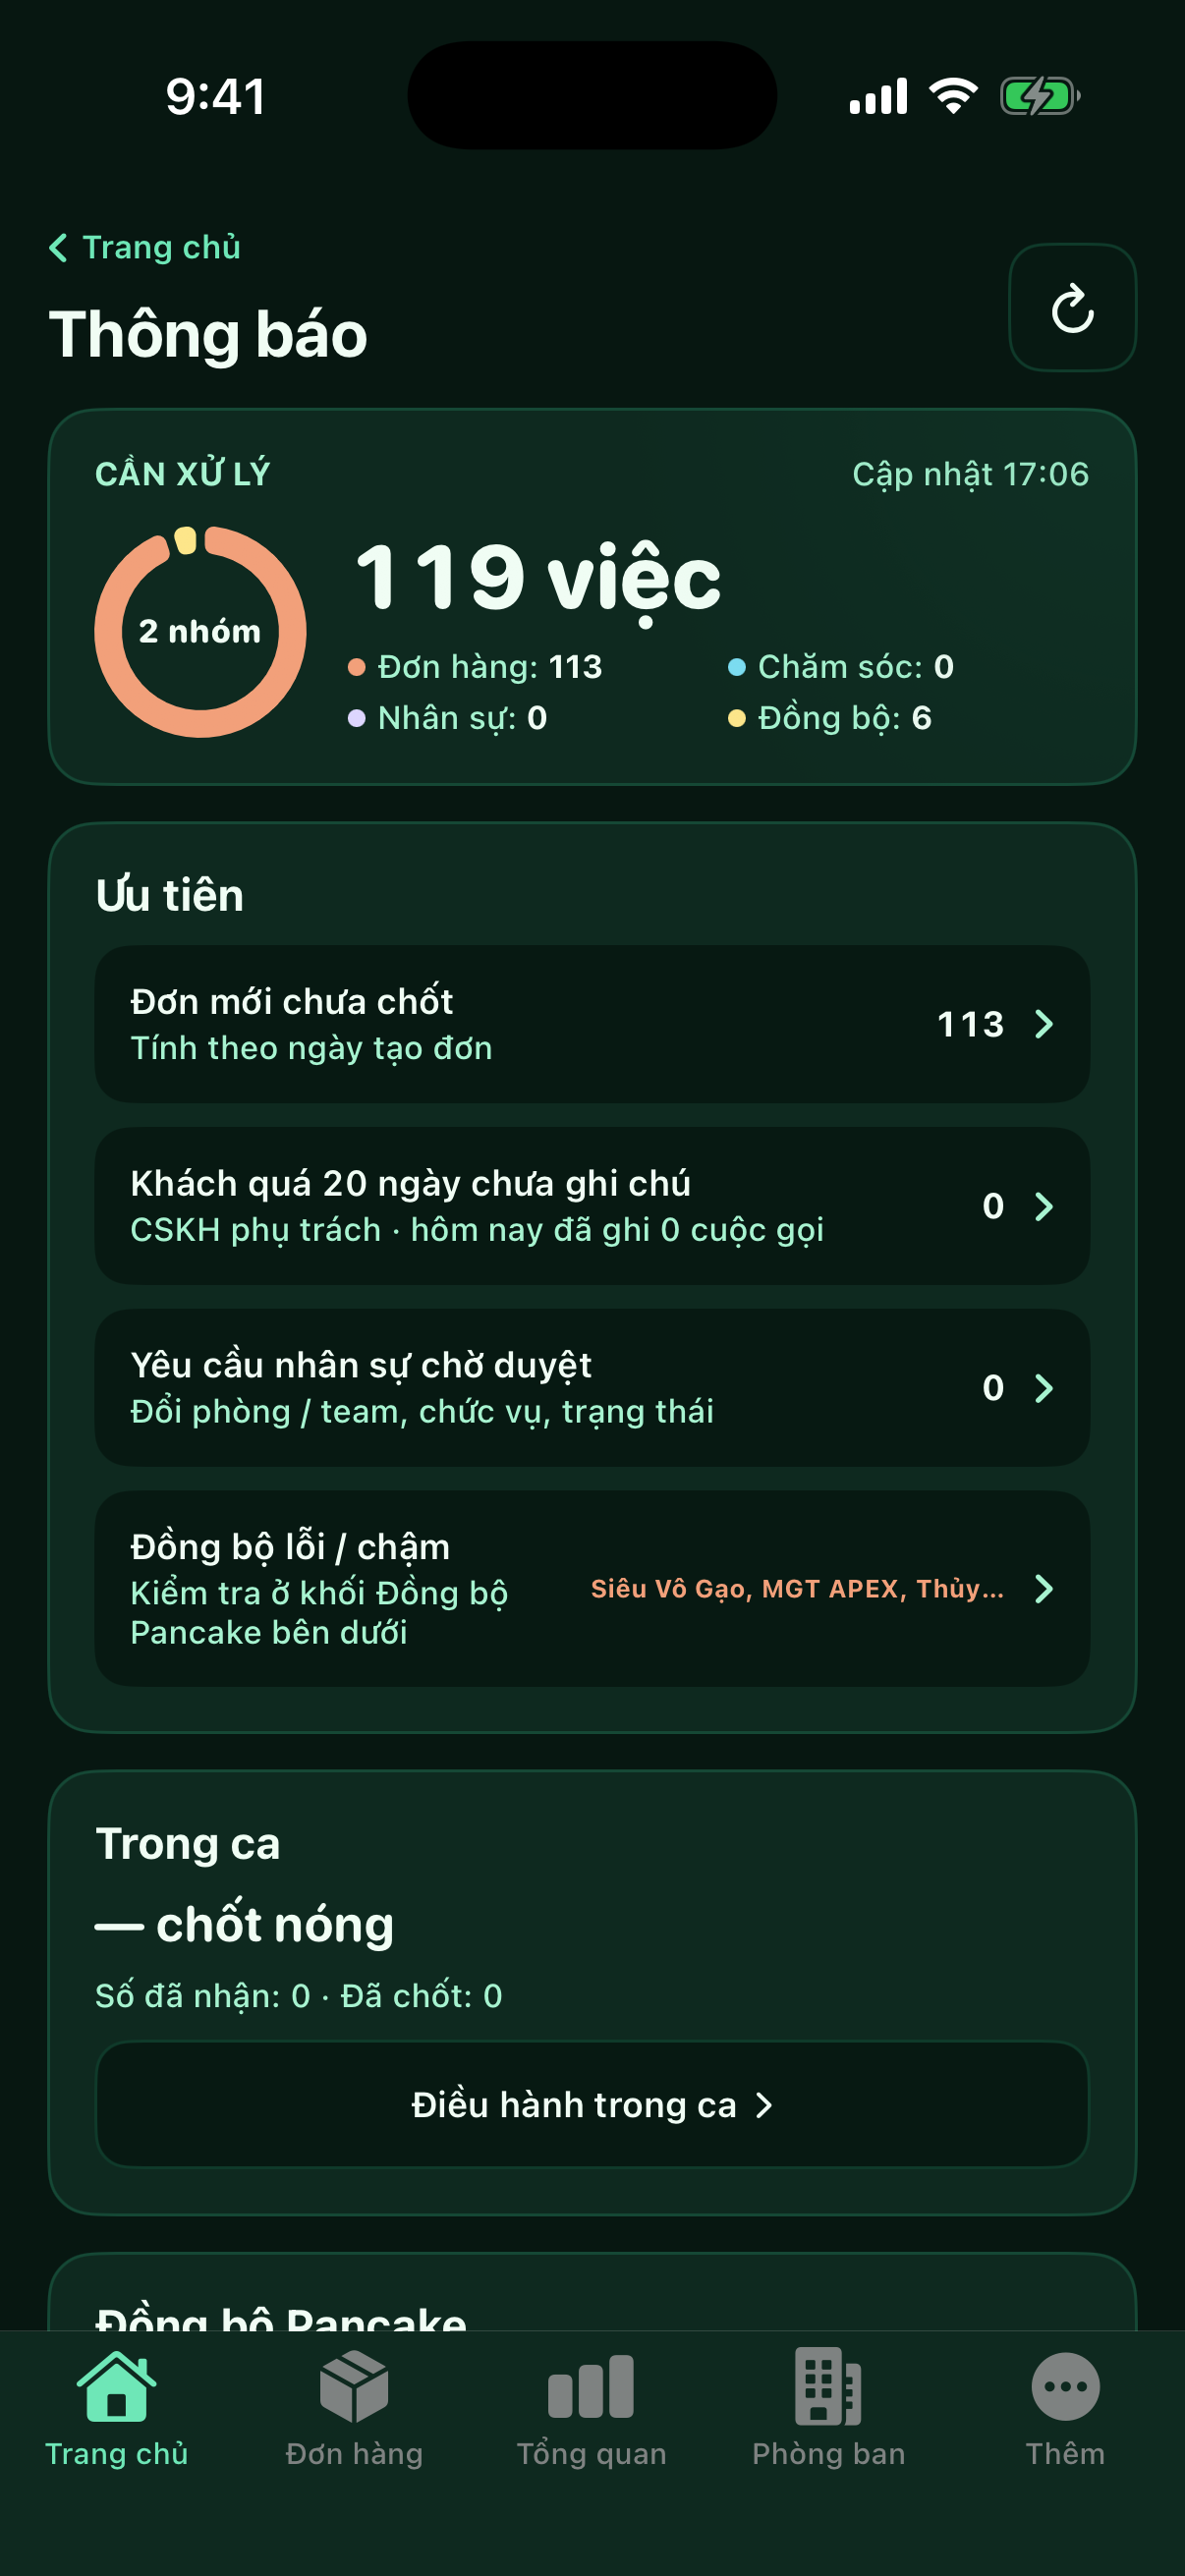 9:41
Trang chủ
Thông báo
CẦN XỬ LÝ
Cập nhật 17:06
2 nhóm
119 việc
Đơn hàng: 113
Chăm sóc: 0
Nhân sự: 0
Đồng bộ: 6
Ưu tiên
Đơn mới chưa chốt
Tính theo ngày tạo đơn
113
Khách quá 20 ngày chưa ghi chú
CSKH phụ trách · hôm nay đã ghi 0 cuộc gọi
0
Yêu cầu nhân sự chờ duyệt
Đổi phòng / team, chức vụ, trạng thái
0
Đồng bộ lỗi / chậm
Kiểm tra ở khối Đồng bộ
Pancake bên dưới
Siêu Vô Gạo, MGT APEX, Thủy...
Trong ca
— chốt nóng
Số đã nhận: 0 · Đã chốt: 0
Điều hành trong ca
Đồng bộ Pancake
Trang chủ
Đơn hàng
Tổng quan
Phòng ban
Thêm